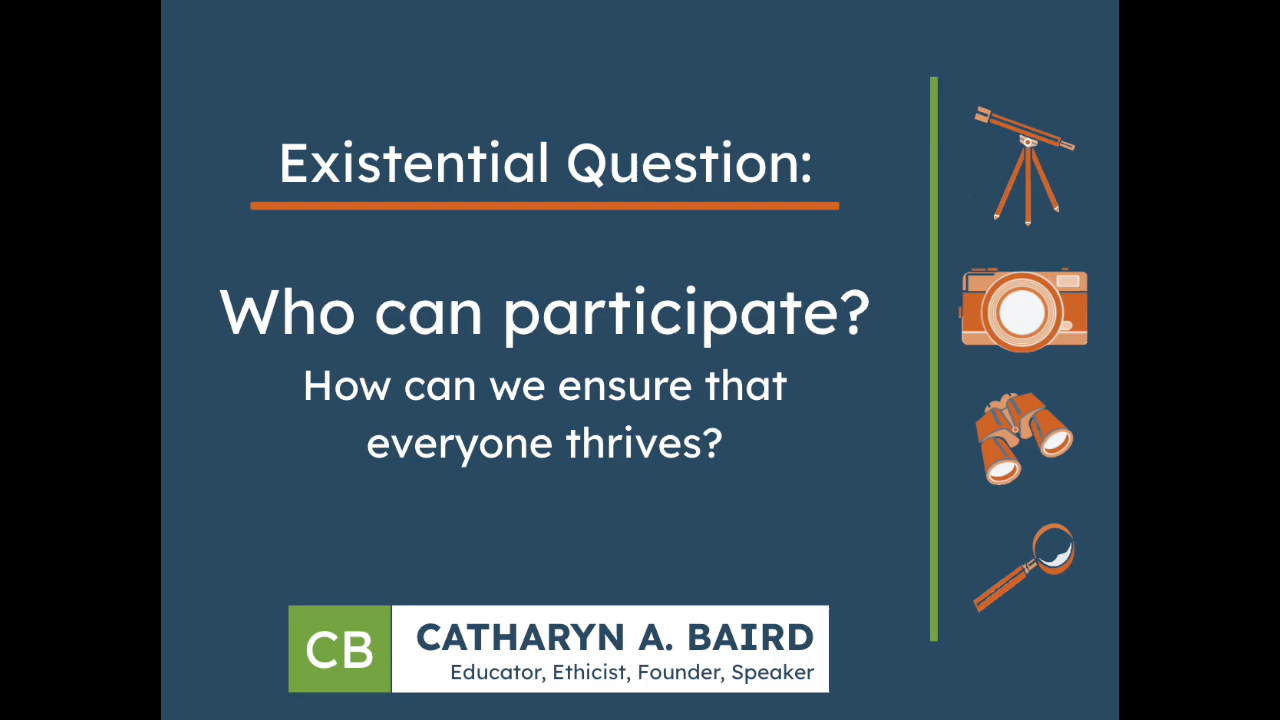 Existential Question:
Who can participate?
How can we ensure that
everyone thrives?
CB
CATHARYN A. BAIRD
Educator, Ethicist, Founder, Speaker